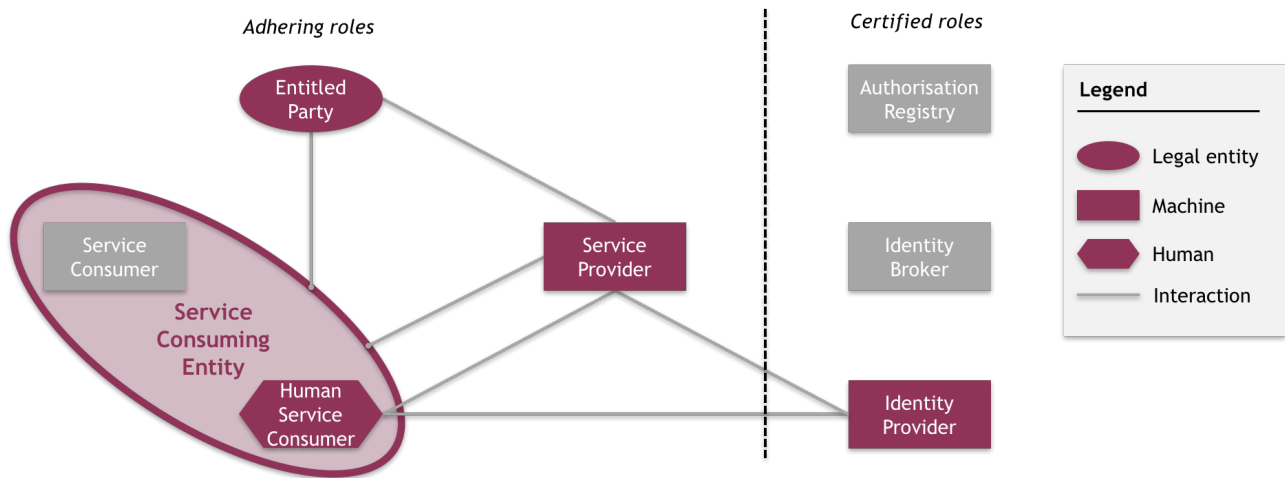 Adhering roles
Certified roles
Entitled
Party
Authorisation
Registry
Legend
Legal entity
Machine
Human
Interaction
Service
Consumer
Service
Provider
Identity
Broker
Service
Consuming
Entity
Human
Service
Consumer
Identity
Provider